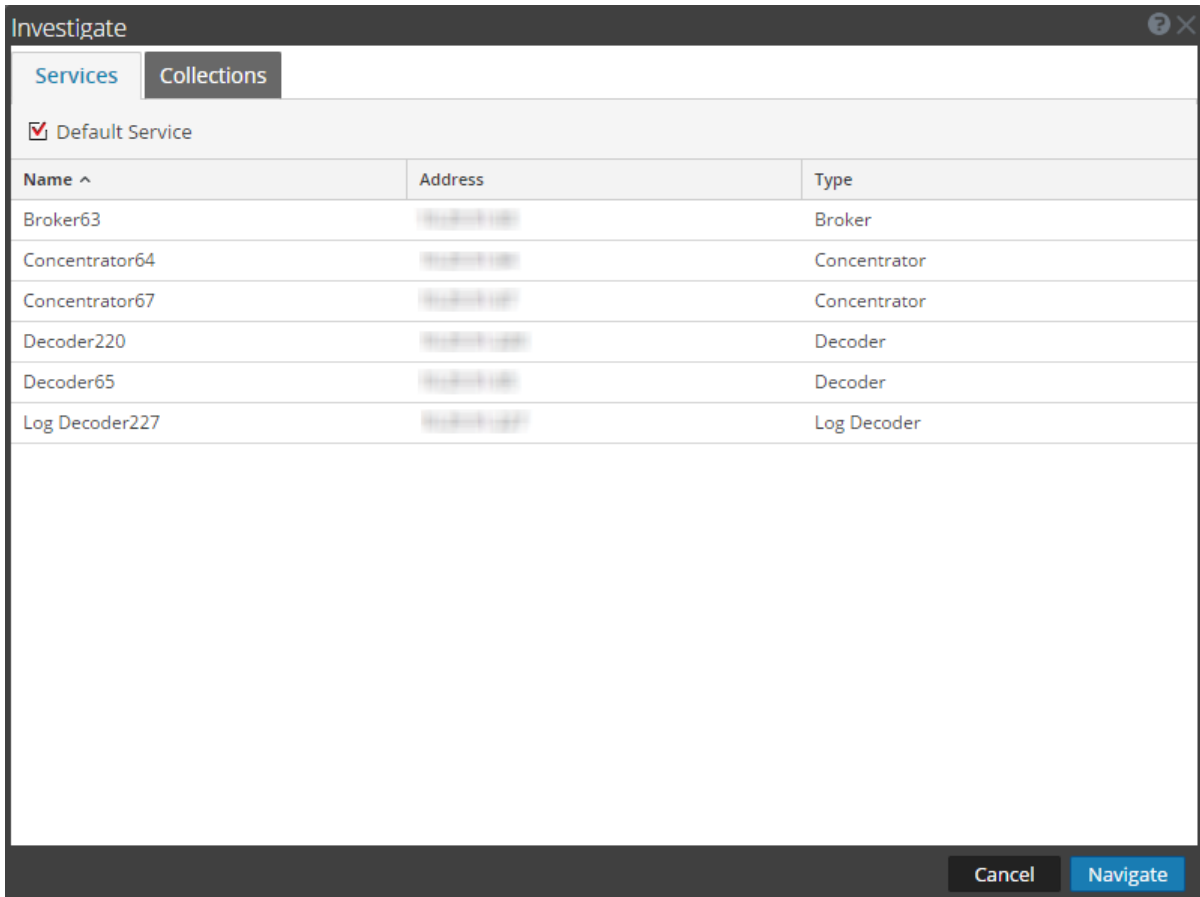 Investigate
Services Collections
Default Service
Name Address Type
Broker63 Broker
Concentrator64 Concentrator
Concentrator67 Concentrator
Decoder220 Decoder
Decoder65 Decoder
Log Decoder227 Log Decoder
Cancel Navigate